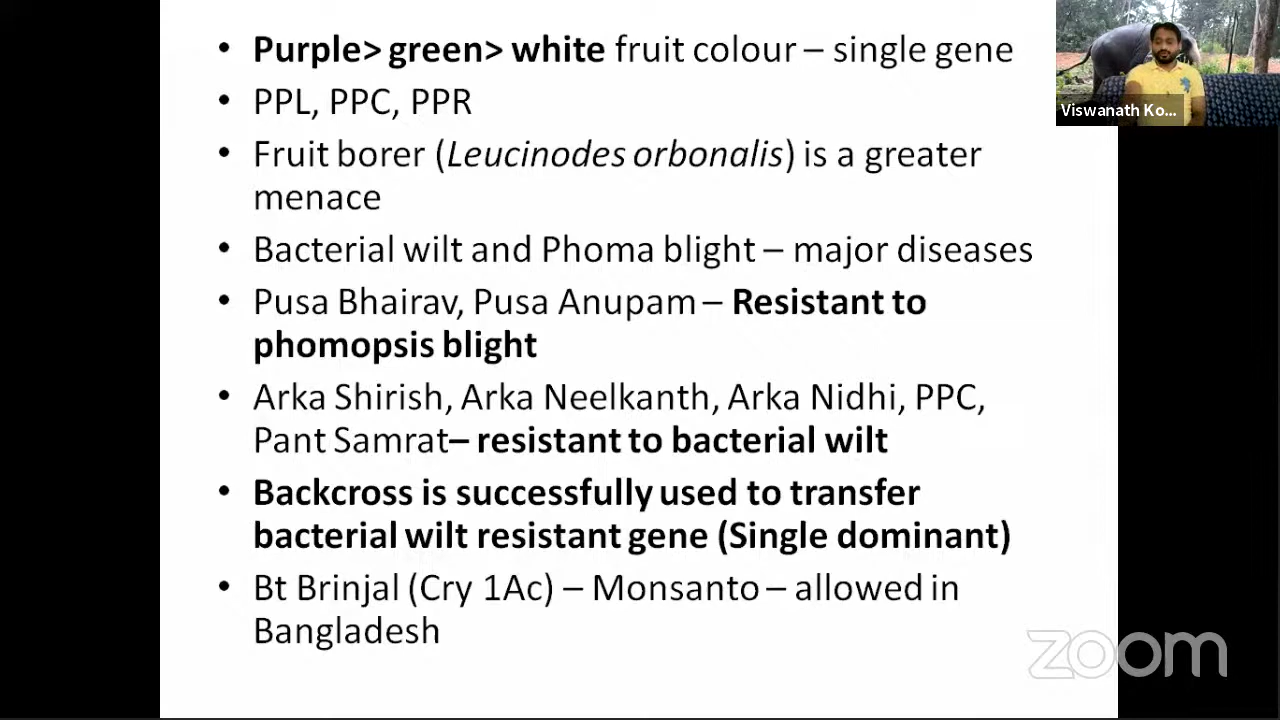 • Purple> green> white fruit colour – single gene
• PPL, PPC, PPR
• Fruit borer (Leucinodes orbonalis) is a greater
menace
• Bacterial wilt and Phoma blight – major diseases
• Pusa Bhairav, Pusa Anupam – Resistant to
phomopsis blight
• Arka Shirish, Arka Neelkanth, Arka Nidhi, PPC,
Pant Samrat– resistant to bacterial wilt
• Backcross is successfully used to transfer
bacterial wilt resistant gene (Single dominant)
• Bt Brinjal (Cry 1Ac) – Monsanto – allowed in
Bangladesh
Viswanath Ko...
zoom